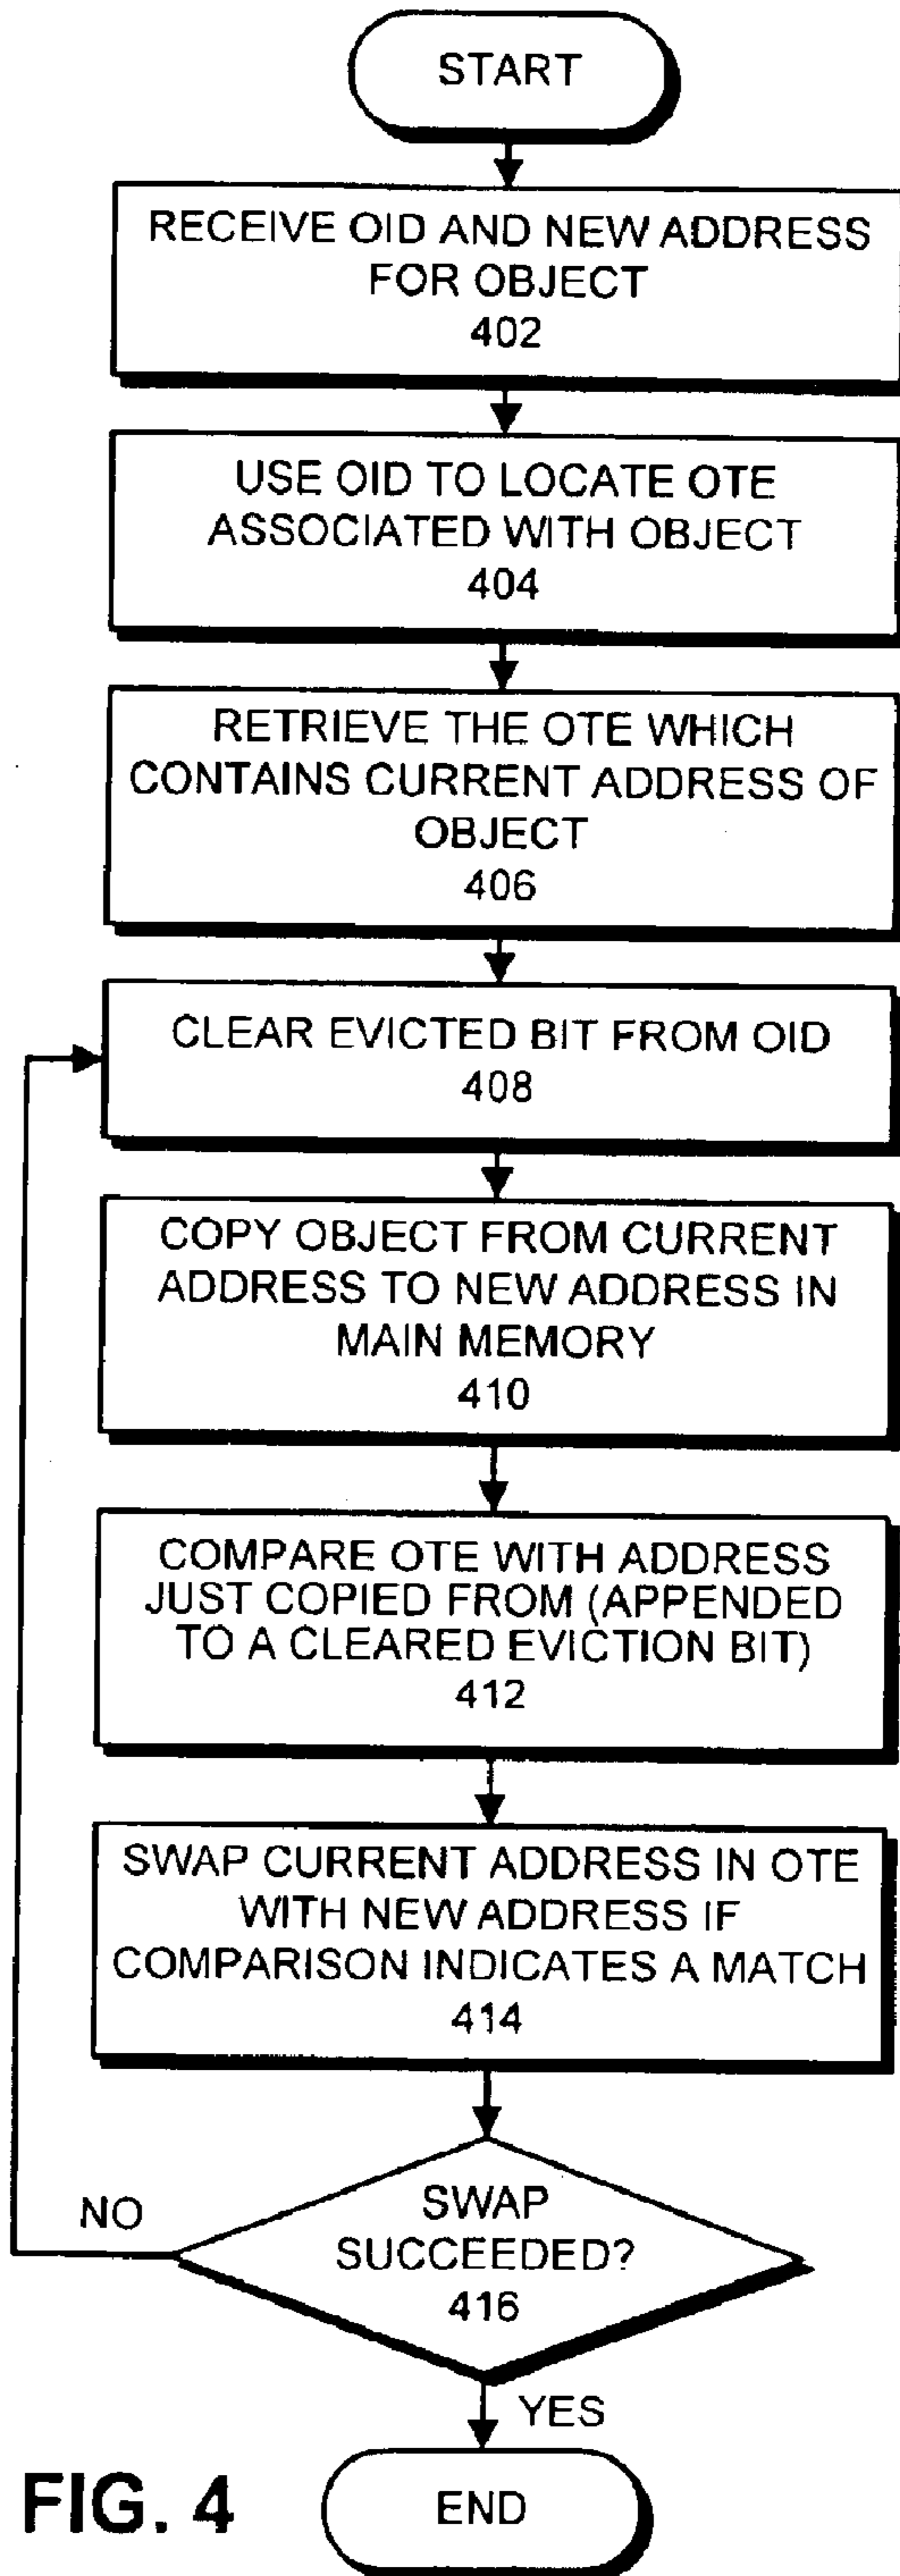 START
RECEIVE OID AND NEW ADDRESS
FOR OBJECT
402
USE OID TO LOCATE OTE
ASSOCIATED WITH OBJECT
404
RETRIEVE THE OTE WHICH
CONTAINS CURRENT ADDRESS OF
OBJECT
406
CLEAR EVICTED BIT FROM OID
408
COPY OBJECT FROM CURRENT
ADDRESS TO NEW ADDRESS IN
MAIN MEMORY
410
COMPARE OTE WITH ADDRESS
JUST COPIED FROM (APPENDED
TO A CLEARED EVICTION BIT)
412
SWAP CURRENT ADDRESS IN OTE
WITH NEW ADDRESS IF
COMPARISON INDICATES A MATCH
414
NO
SWAP
SUCCEEDED?
416
YES
END
FIG. 4